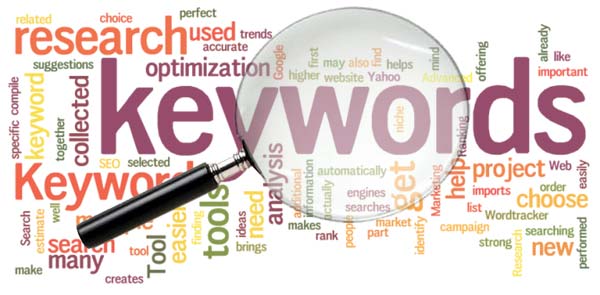 related
choice
perfect
research
used
trends
accurate
suggestions
optimization
Google
first
higher
may
also
find
helps
mind
website
Yahoo
Advanced
offering
already
like
important
specific
compile
keyword
together
collected
keywords
niche
Ranking
SEO
selected
Keyword
analysis
automatically
additional
information
actually
engines
searches
get
Marketing
help
project
Web
easily
imports
order
list
choose
Wordtracker
Search
well
estimate
search
many
make
creates
tool
Tool
easier
finding
tools
need
ideas
brings
makes
rank
people
market
part
identify
campaign
strong
Research
searching
new
performed